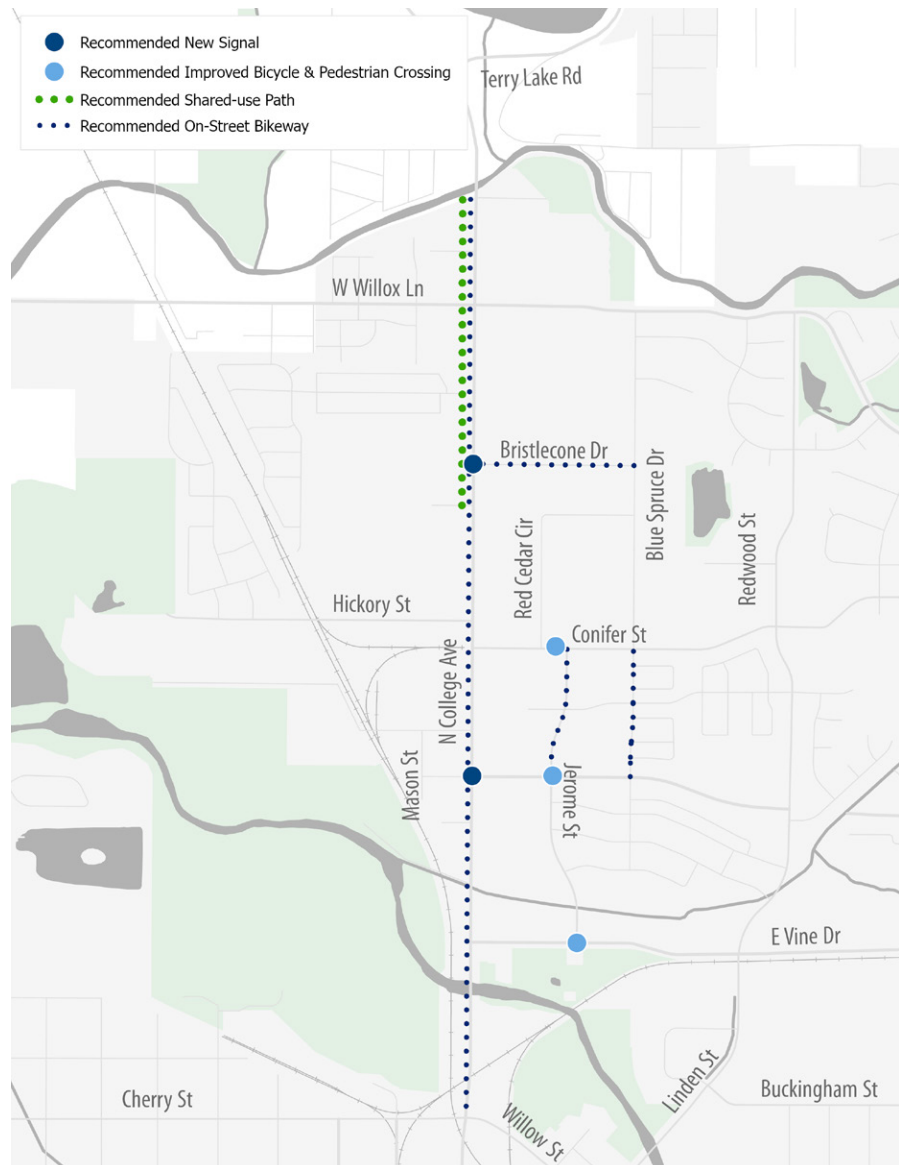 Recommended New Signal
Recommended Improved Bicycle & Pedestrian Crossing
Recommended Shared-use Path
Recommended On-Street Bikeway
Terry Lake Rd
W Willox Ln
Bristlecone Dr
Blue Spruce Dr
Red Cedar Cir
Redwood St
Hickory St
Conifer St
N College Ave
Mason St
Jerome St
E Vine Dr
Linden St
Buckingham St
Cherry St
Willow St